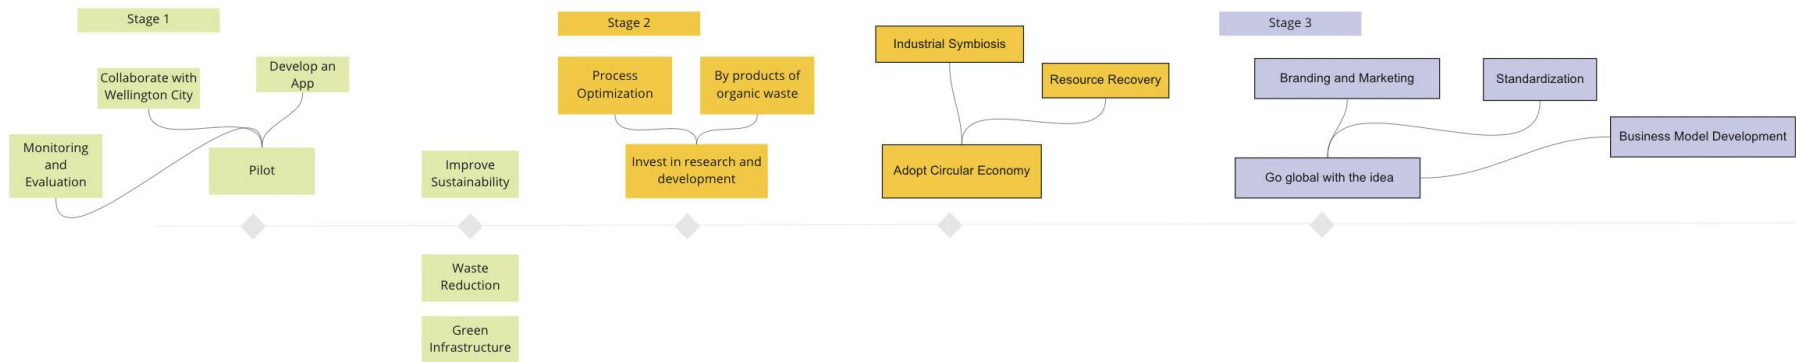 Stage 1
Collaborate with
Wellington City
Develop an
App
Monitoring
and
Evaluation
Pilot
Improve
Sustainability
Waste
Reduction
Green
Infrastructure
Stage 2
Process
Optimization
By products of
organic waste
Invest in research and
development
Industrial Symbiosis
Resource Recovery
Adopt Circular Economy
Stage 3
Branding and Marketing
Standardization
Business Model Development
Go global with the idea